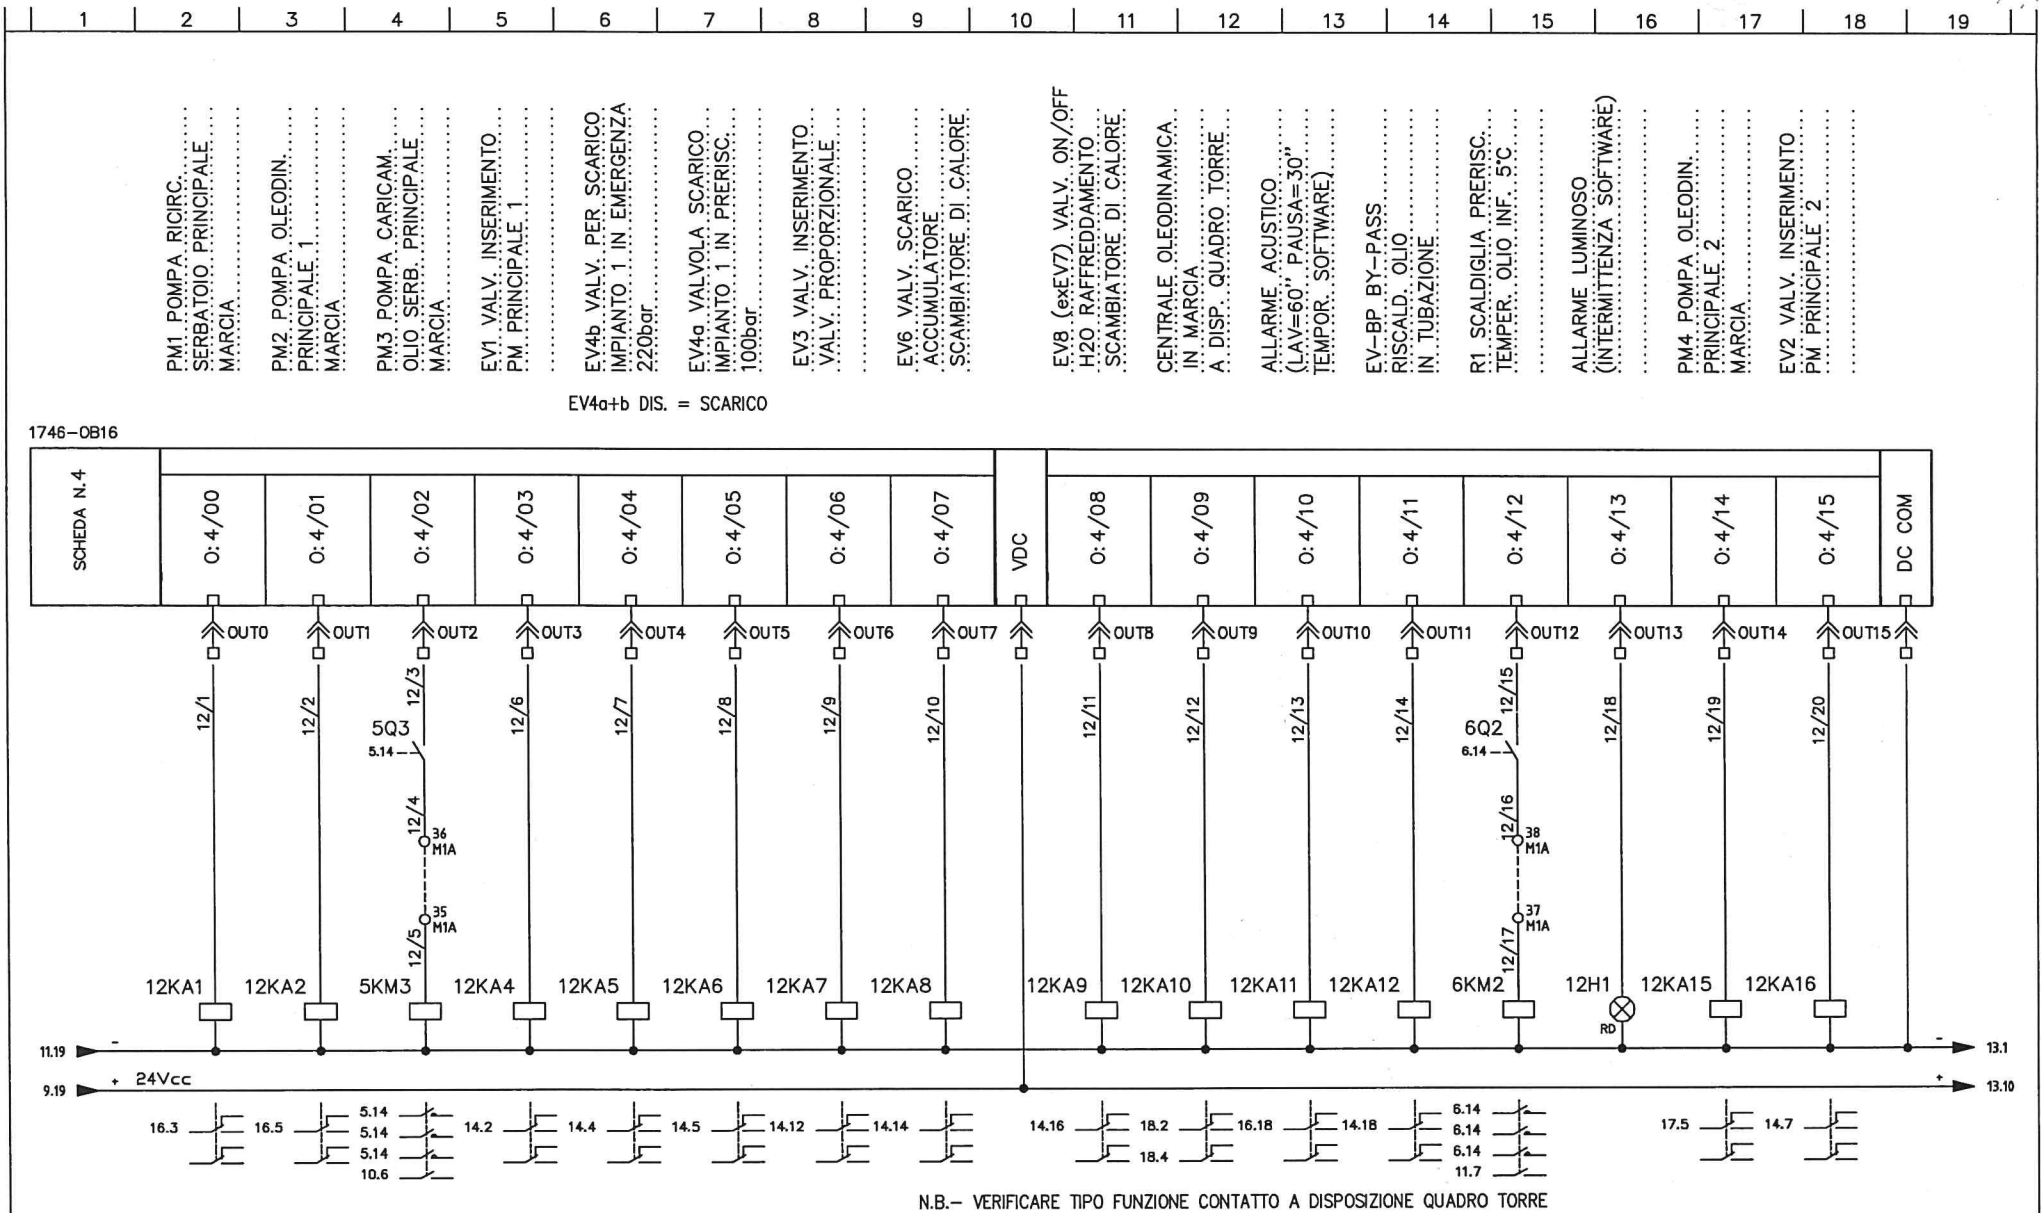 1 2 3 4 5 6 7 8 9 10 11 12 13 14 15 16 17 18 19
PM1 POMPA RICIRC.
SERBATOIO PRINCIPALE
MARCIA
PM2 POMPA OLEODIN.
PRINCIPALE 1
MARCIA
PM3 POMPA CARICAM.
OLIO SERB. PRINCIPALE
MARCIA
EV1 VALV. INSERIMENTO
PM PRINCIPALE 1
EV4b VALV. PER SCARICO
IMPIANTO 1 IN EMERGENZA
220bar
EV4a VALVOLA SCARICO
IMPIANTO 1 IN PRERISC.
100bar
EV3 VALV. INSERIMENTO
VALV. PROPORZIONALE
EV6 VALV. SCARICO
ACCUMULATORE
SCAMBIATORE DI CALORE
EV8 (exEV7) VALV. ON/OFF
H2O RAFFREDDAMENTO
SCAMBIATORE DI CALORE
CENTRALE OLEODINAMICA
IN MARCIA
A DISP. QUADRO TORRE
ALLARME ACUSTICO
(LAV=60" PAUSA=30"
TEMPOR. SOFTWARE)
EV-BP BY-PASS
RISCALD. OLIO
IN TUBAZIONE
R1 SCALDIGLIA PRERISC.
TEMPER. OLIO INF. 5°C
ALLARME LUMINOSO
(INTERMITTENZA SOFTWARE)
PM4 POMPA OLEODIN.
PRINCIPALE 2
MARCIA
EV2 VALV. INSERIMENTO
PM PRINCIPALE 2
EV4a+b DIS. = SCARICO
1746-OB16
SCHEDA N.4
O:4/00 O:4/01 O:4/02 O:4/03 O:4/04 O:4/05 O:4/06 O:4/07 VDC O:4/08 O:4/09 O:4/10 O:4/11 O:4/12 O:4/13 O:4/14 O:4/15 DC COM
OUT0 OUT1 OUT2 OUT3 OUT4 OUT5 OUT6 OUT7 OUT8 OUT9 OUT10 OUT11 OUT12 OUT13 OUT14 OUT15
12/1 12/2 12/3 12/6 12/7 12/8 12/9 12/10 12/11 12/12 12/13 12/14 12/15 12/18 12/19 12/20
5Q3 6Q2
5.14 6.14
12/4 12/16
36 38
M1A M1A
35 37
M1A M1A
12/5 12/17
12KA1 12KA2 5KM3 12KA4 12KA5 12KA6 12KA7 12KA8 12KA9 12KA10 12KA11 12KA12 6KM2 12H1 12KA15 12KA16
RD
11.19 - - 13.1
9.19 + 24Vcc + 13.10
16.3 16.5 5.14 14.2 14.4 14.5 14.12 14.14 14.16 18.2 16.18 14.18 6.14 17.5 14.7
5.14 6.14
5.14 18.4 6.14
10.6 11.7
N.B.- VERIFICARE TIPO FUNZIONE CONTATTO A DISPOSIZIONE QUADRO TORRE